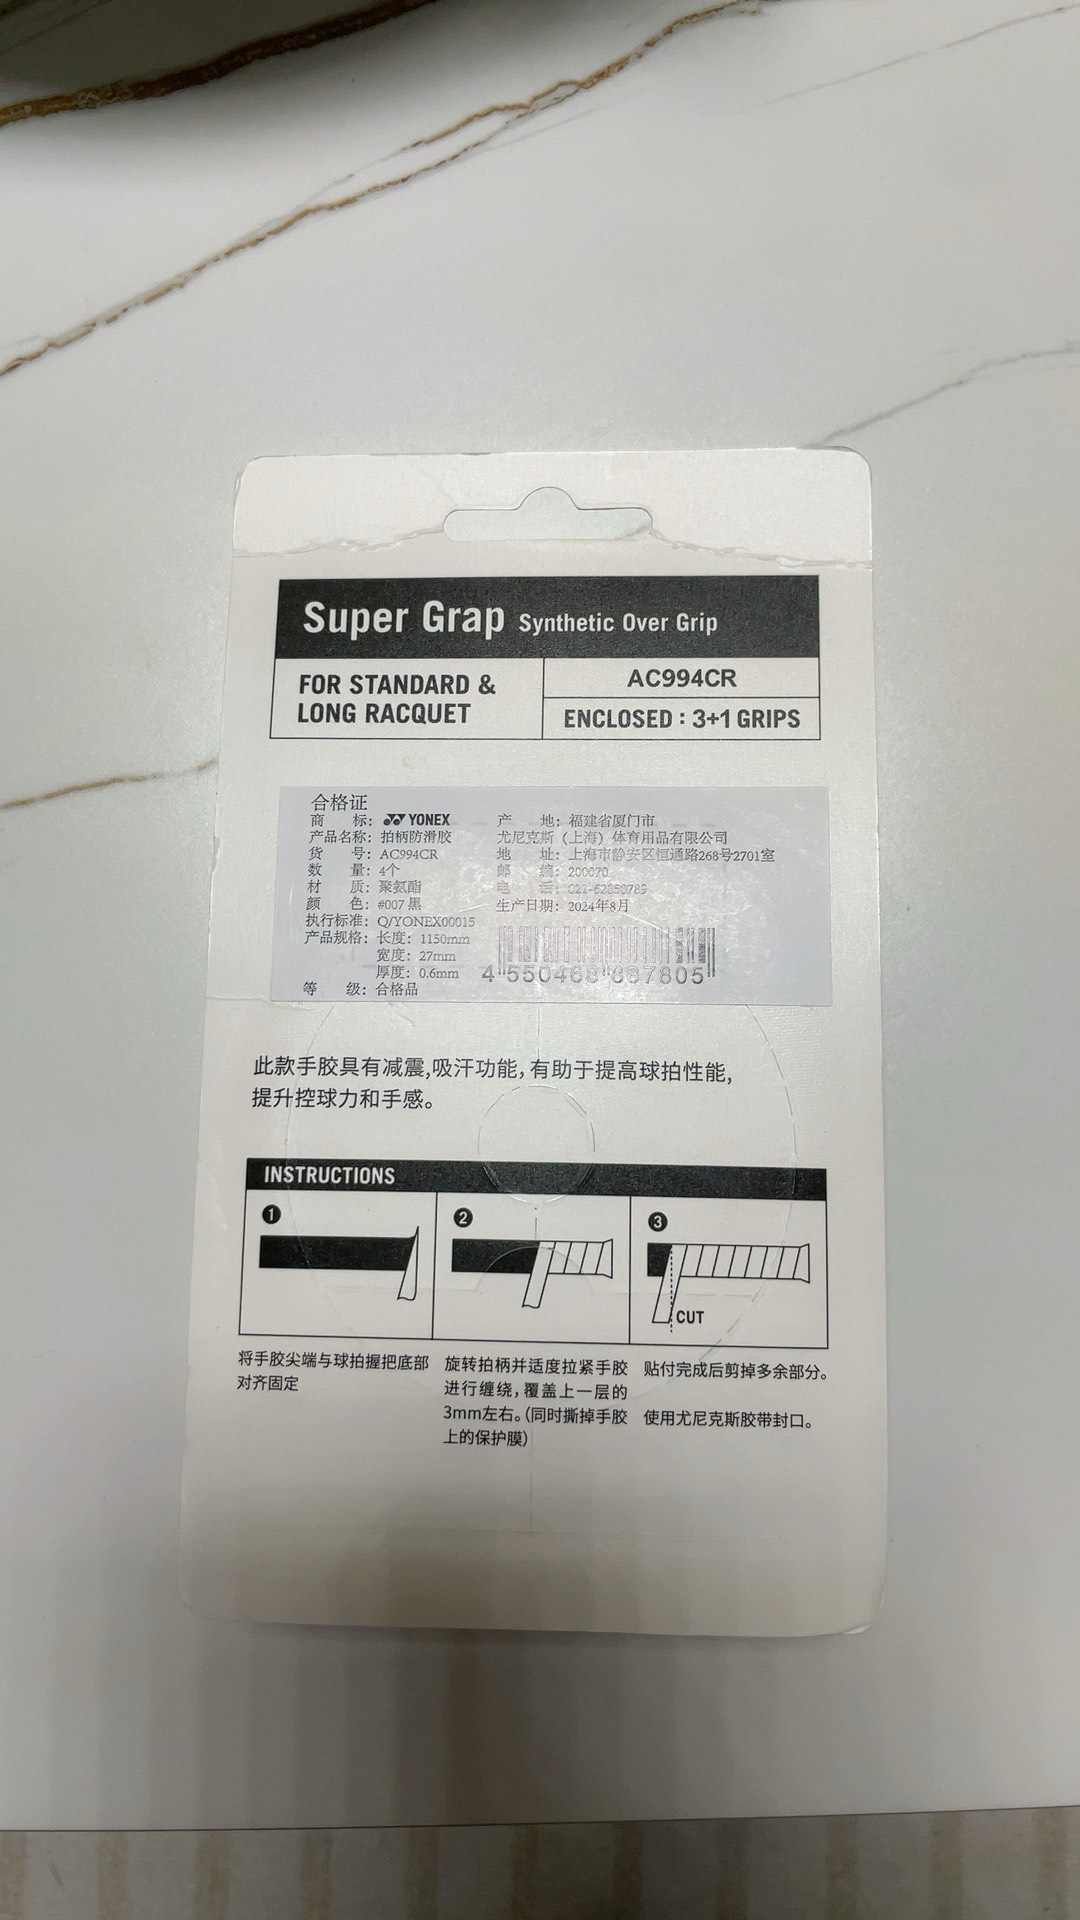 Super Grap Synthetic Over Grip
FOR STANDARD &
LONG RACQUET
AC994CR
ENCLOSED : 3+1 GRIPS
合格证
商 标: YONEX
产品名称: 拍柄防滑胶
货 号: AC994CR
数 量: 4个
材 质: 聚氨酯
颜 色: #007 黑
执行标准: Q/YONEX00015
产品规格: 长度: 1150mm
宽度: 27mm
厚度: 0.6mm
等 级: 合格品
产 地: 福建省厦门市
尤尼克斯（上海）体育用品有限公司
地 址: 上海市静安区恒通路268号2701室
邮 编: 200070
电 话:
生产日期: 2024年8月
4 550468 887805
此款手胶具有减震,吸汗功能,有助于提高球拍性能,
提升控球力和手感。
INSTRUCTIONS
1
2
3
CUT
将手胶尖端与球拍握把底部
对齐固定
旋转拍柄并适度拉紧手胶
进行缠绕,覆盖上一层的
3mm左右。(同时撕掉手胶
上的保护膜)
贴付完成后剪掉多余部分。
使用尤尼克斯胶带封口。